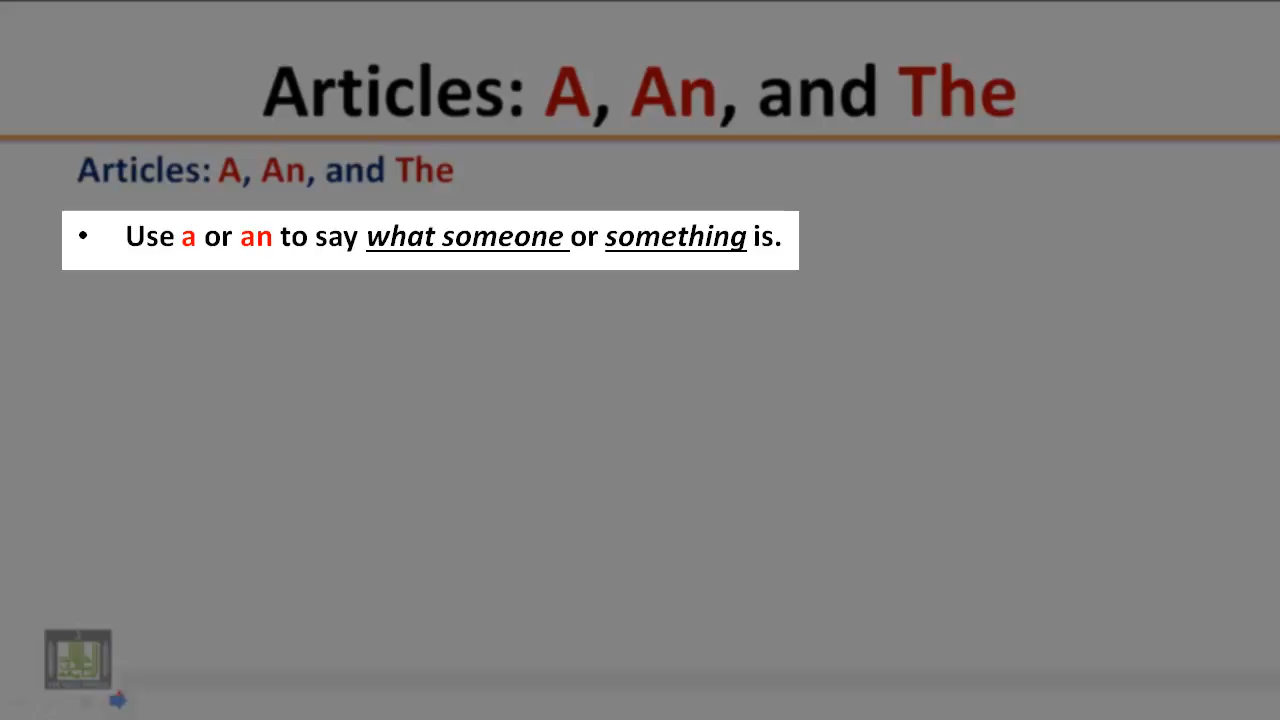 Articles: A, An, and The
Articles: A, An, and The
• Use a or an to say what someone or something is.